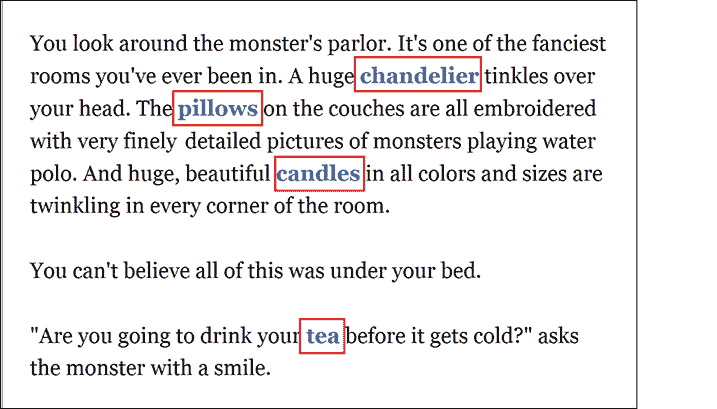 You look around the monster's parlor. It's one of the fanciest
rooms you've ever been in. A huge chandelier tinkles over
your head. The pillows on the couches are all embroidered
with very finely detailed pictures of monsters playing water
polo. And huge, beautiful candles in all colors and sizes are
twinkling in every corner of the room.
You can't believe all of this was under your bed.
"Are you going to drink your tea before it gets cold?" asks
the monster with a smile.